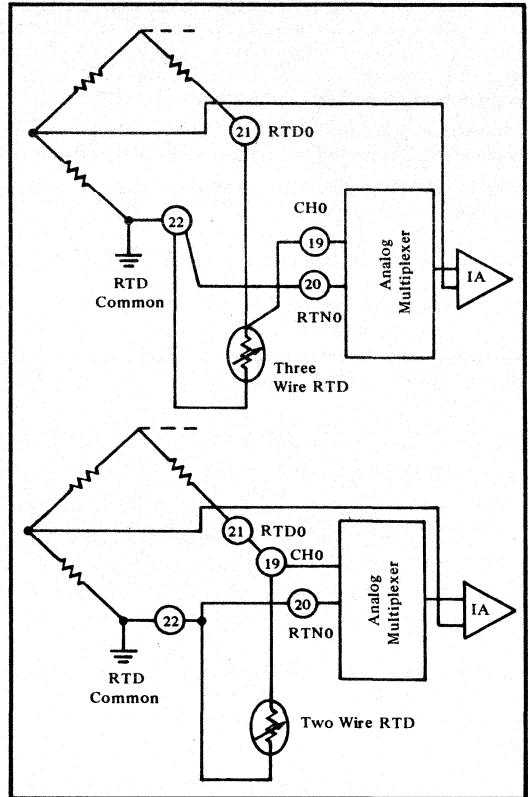 21 RTD0
CH0
22
19
Analog
Multiplexer
IA
RTD
Common
20
RTN0
Three
Wire RTD
21 RTD0
19 CH0
Analog
Multiplexer
IA
20
22
RTN0
RTD
Common
Two Wire RTD